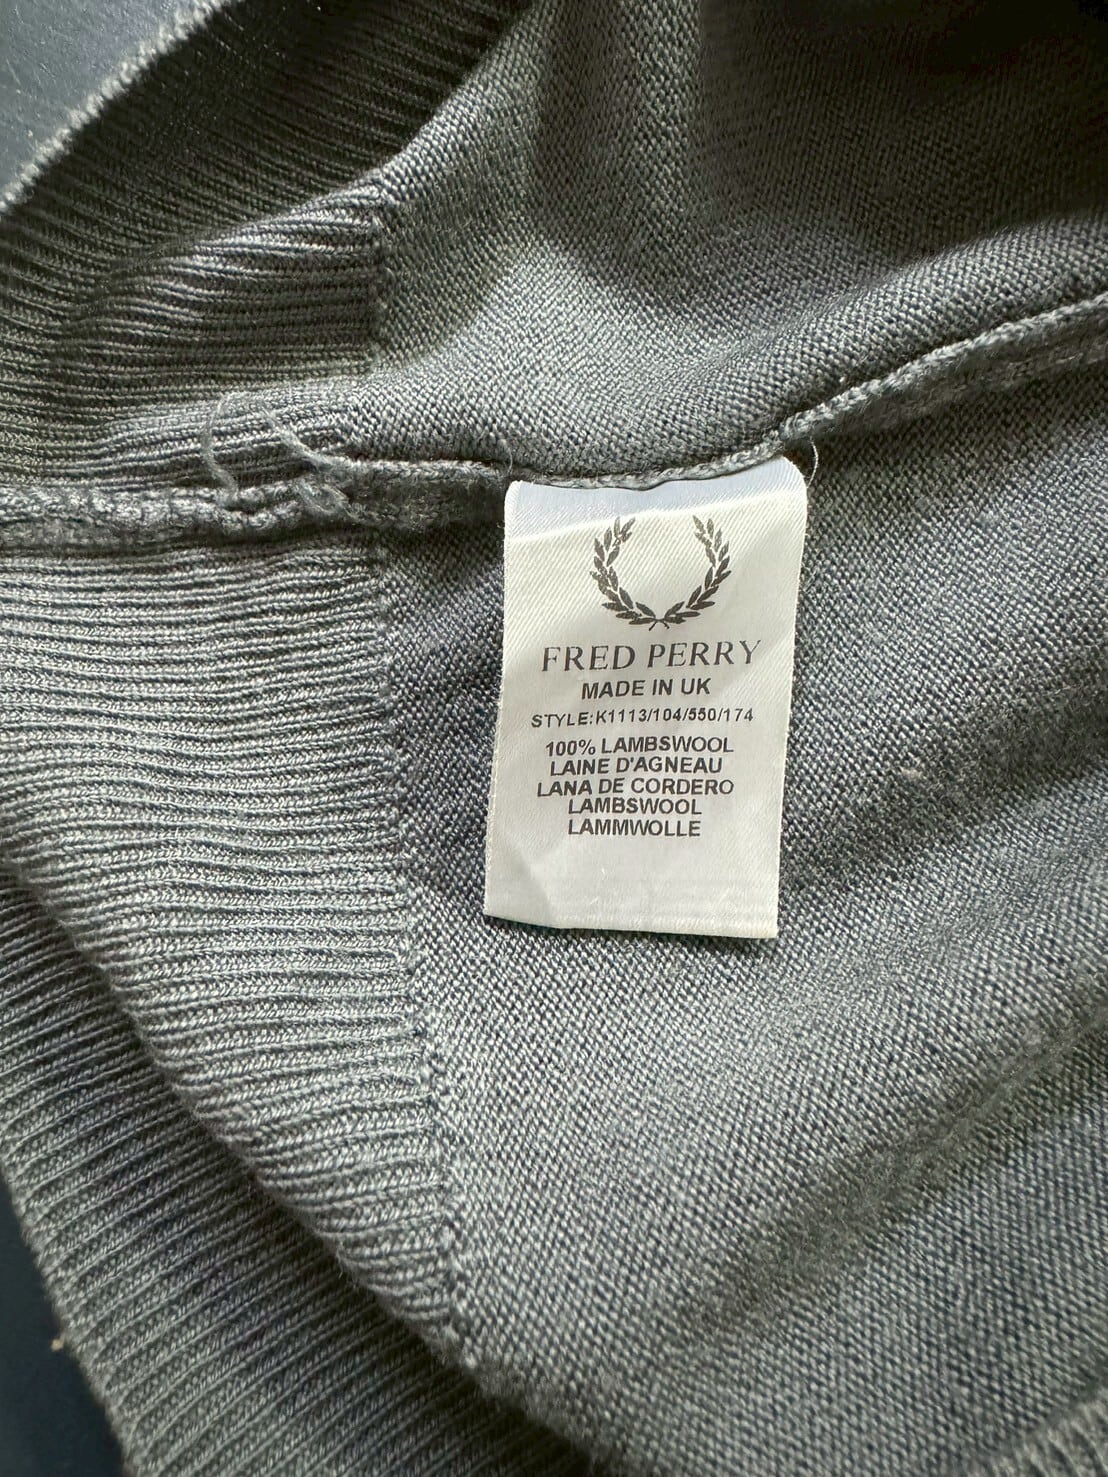 FRED PERRY
MADE IN UK
STYLE:K1113/104/550/174
100% LAMBSWOOL
LAINE D'AGNEAU
LANA DE CORDERO
LAMBSWOOL
LAMMWOLLE